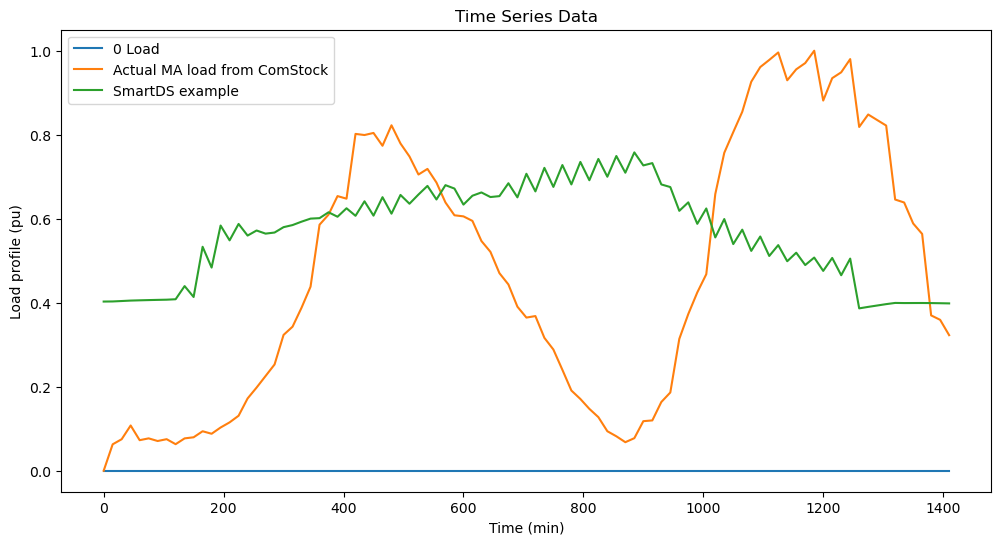 Time Series Data
0 Load
Actual MA load from ComStock
SmartDS example
Load profile (pu)
1.0
0.8
0.6
0.4
0.2
0.0
0 200 400 600 800 1000 1200 1400
Time (min)